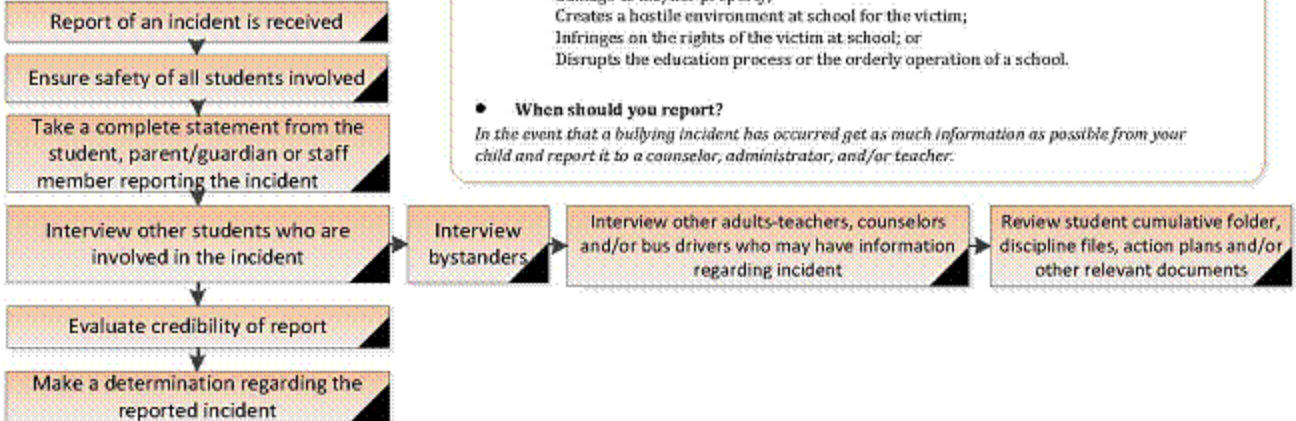 Report of an incident is received
Ensure safety of all students involved
Take a complete statement from the
student, parent/guardian or staff
member reporting the incident
Interview other students who are
involved in the incident
Interview
bystanders
Interview other adults-teachers, counselors
and/or bus drivers who may have information
regarding incident
Review student cumulative folder,
discipline files, action plans and/or
other relevant documents
Evaluate credibility of report
Make a determination regarding the
reported incident
Creates a hostile environment at school for the victim;
Infringes on the rights of the victim at school; or
Disrupts the education process or the orderly operation of a school.
● When should you report?
In the event that a bullying incident has occurred get as much information as possible from your
child and report it to a counselor, administrator, and/or teacher.